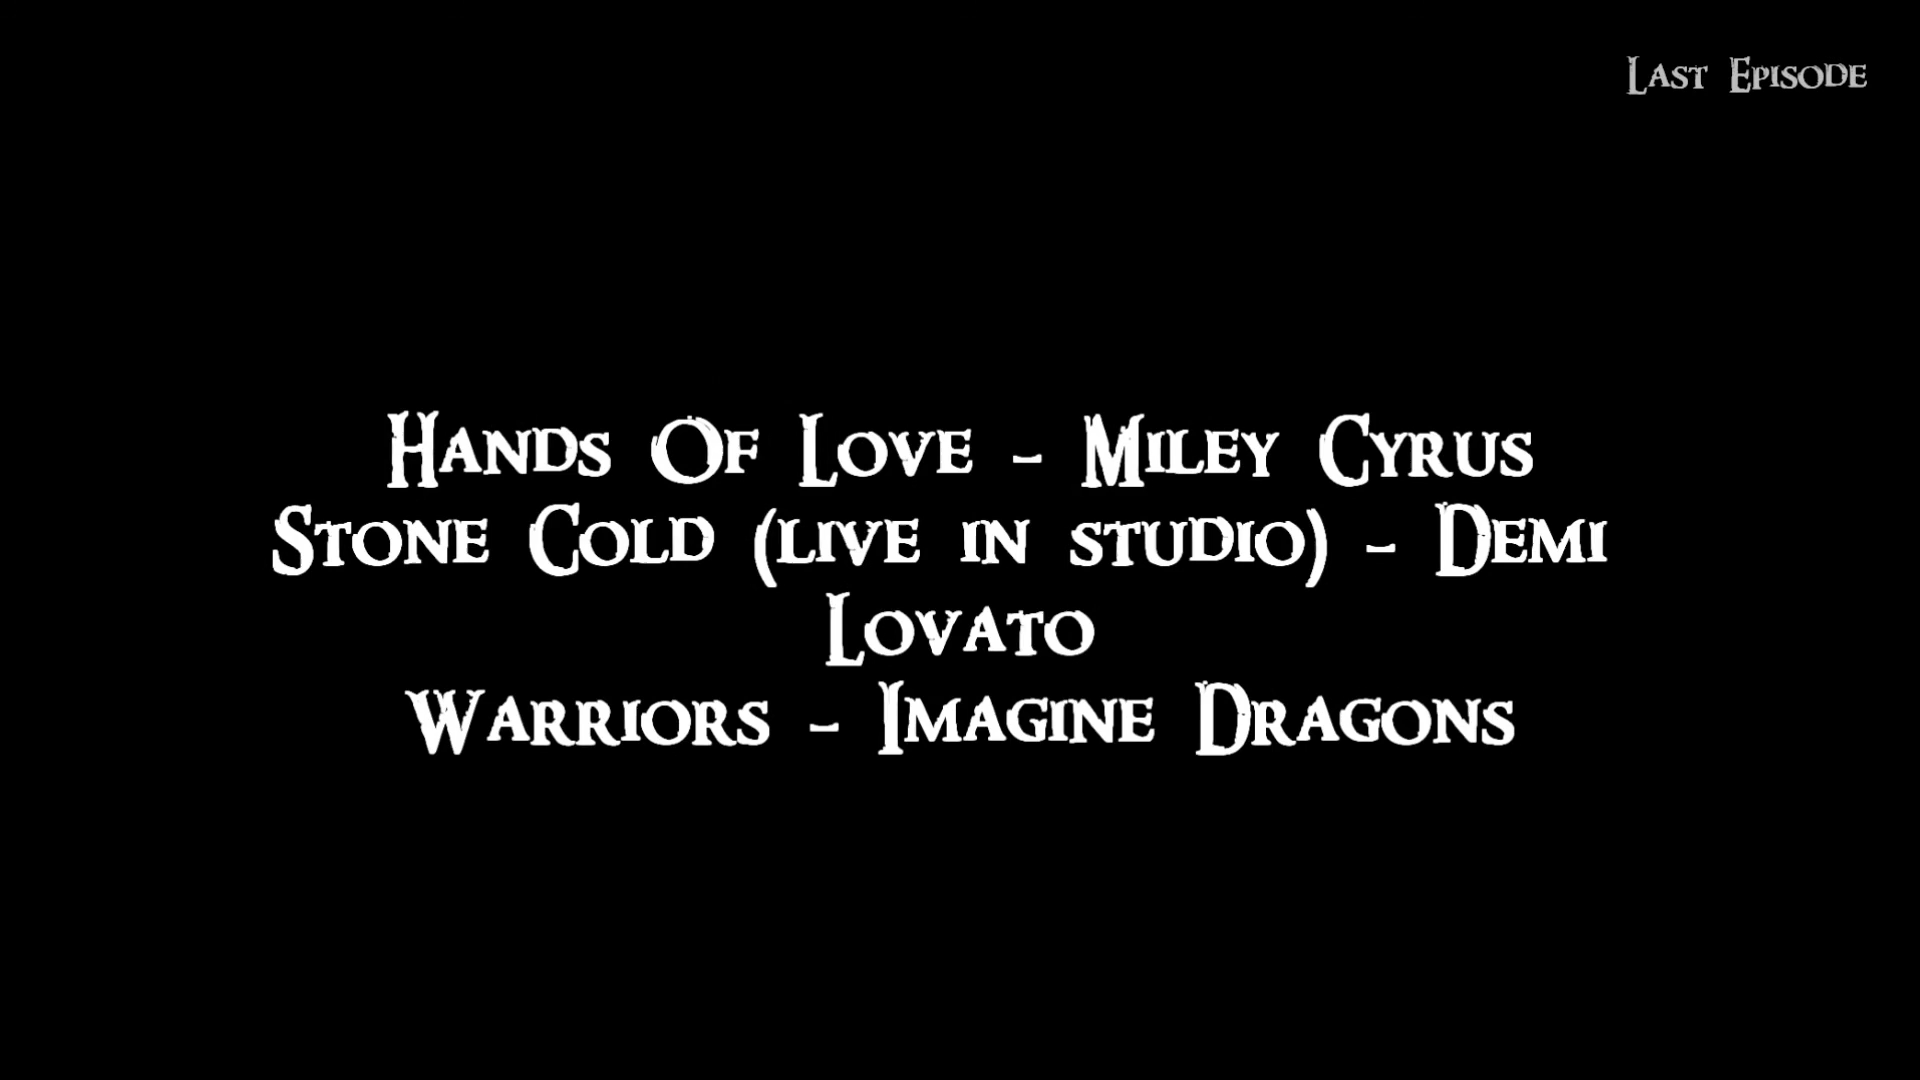 Last Episode
Hands Of Love - Miley Cyrus
Stone Cold (live in studio) - Demi
Lovato
Warriors - Imagine Dragons